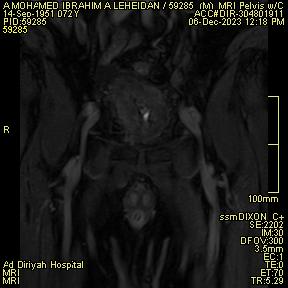 A MOHAMED IBRAHIM A LEHEIDAN / 59285 (M) MRI Pelvis w/C
14-Sep-1951 072Y
ACC#DIR-304801911
PID:59285
06-Dec-2023 12:18 PM
59285
R
100mm
ssmDIXON_C+
SE:2202
IM:30
DFOV:300
3.5mm
Ad Diriyah Hospital
EC:1
MRI
TE:0
MRI
ET:70
TR:5.29